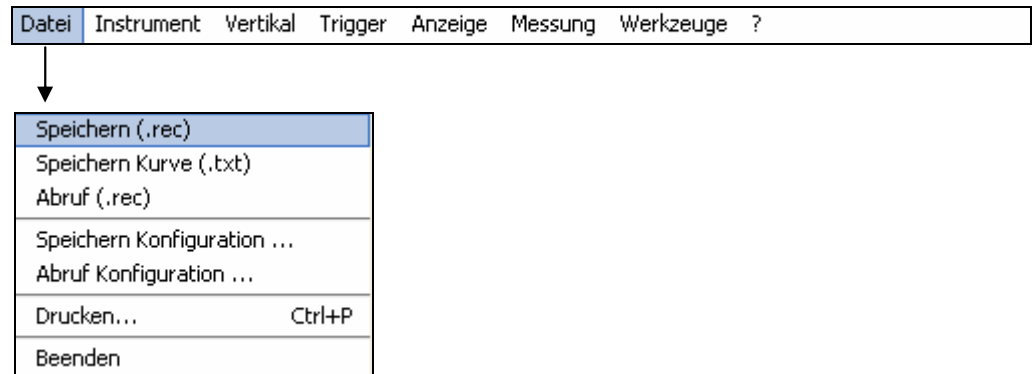 Datei Instrument Vertikal Trigger Anzeige Messung Werkzeuge ?
Speichern (.rec)
Speichern Kurve (.txt)
Abruf (.rec)
Speichern Konfiguration ...
Abruf Konfiguration ...
Drucken... Ctrl+P
Beenden